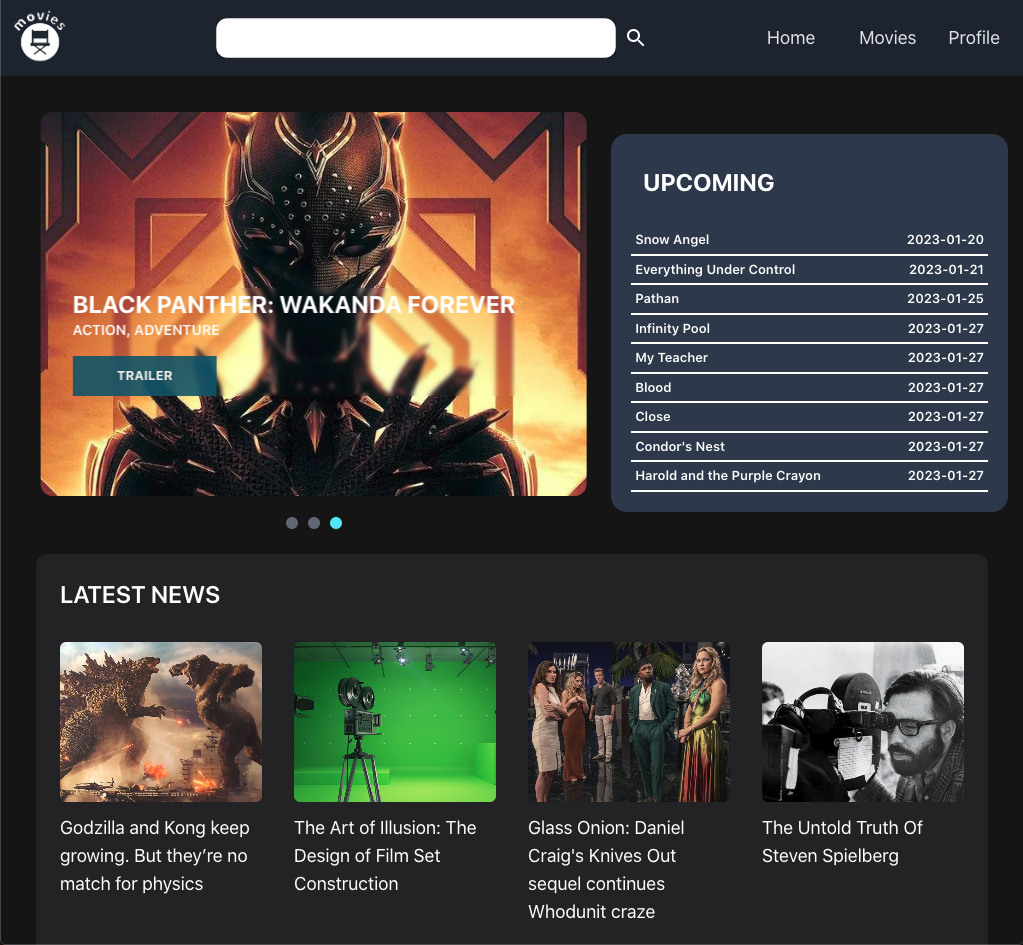 movies
Home
Movies
Profile
BLACK PANTHER: WAKANDA FOREVER
ACTION, ADVENTURE
TRAILER
UPCOMING
Snow Angel 2023-01-20
Everything Under Control 2023-01-21
Pathan 2023-01-25
Infinity Pool 2023-01-27
My Teacher 2023-01-27
Blood 2023-01-27
Close 2023-01-27
Condor's Nest 2023-01-27
Harold and the Purple Crayon 2023-01-27
LATEST NEWS
Godzilla and Kong keep
growing. But they’re no
match for physics
The Art of Illusion: The
Design of Film Set
Construction
Glass Onion: Daniel
Craig's Knives Out
sequel continues
Whodunit craze
The Untold Truth Of
Steven Spielberg